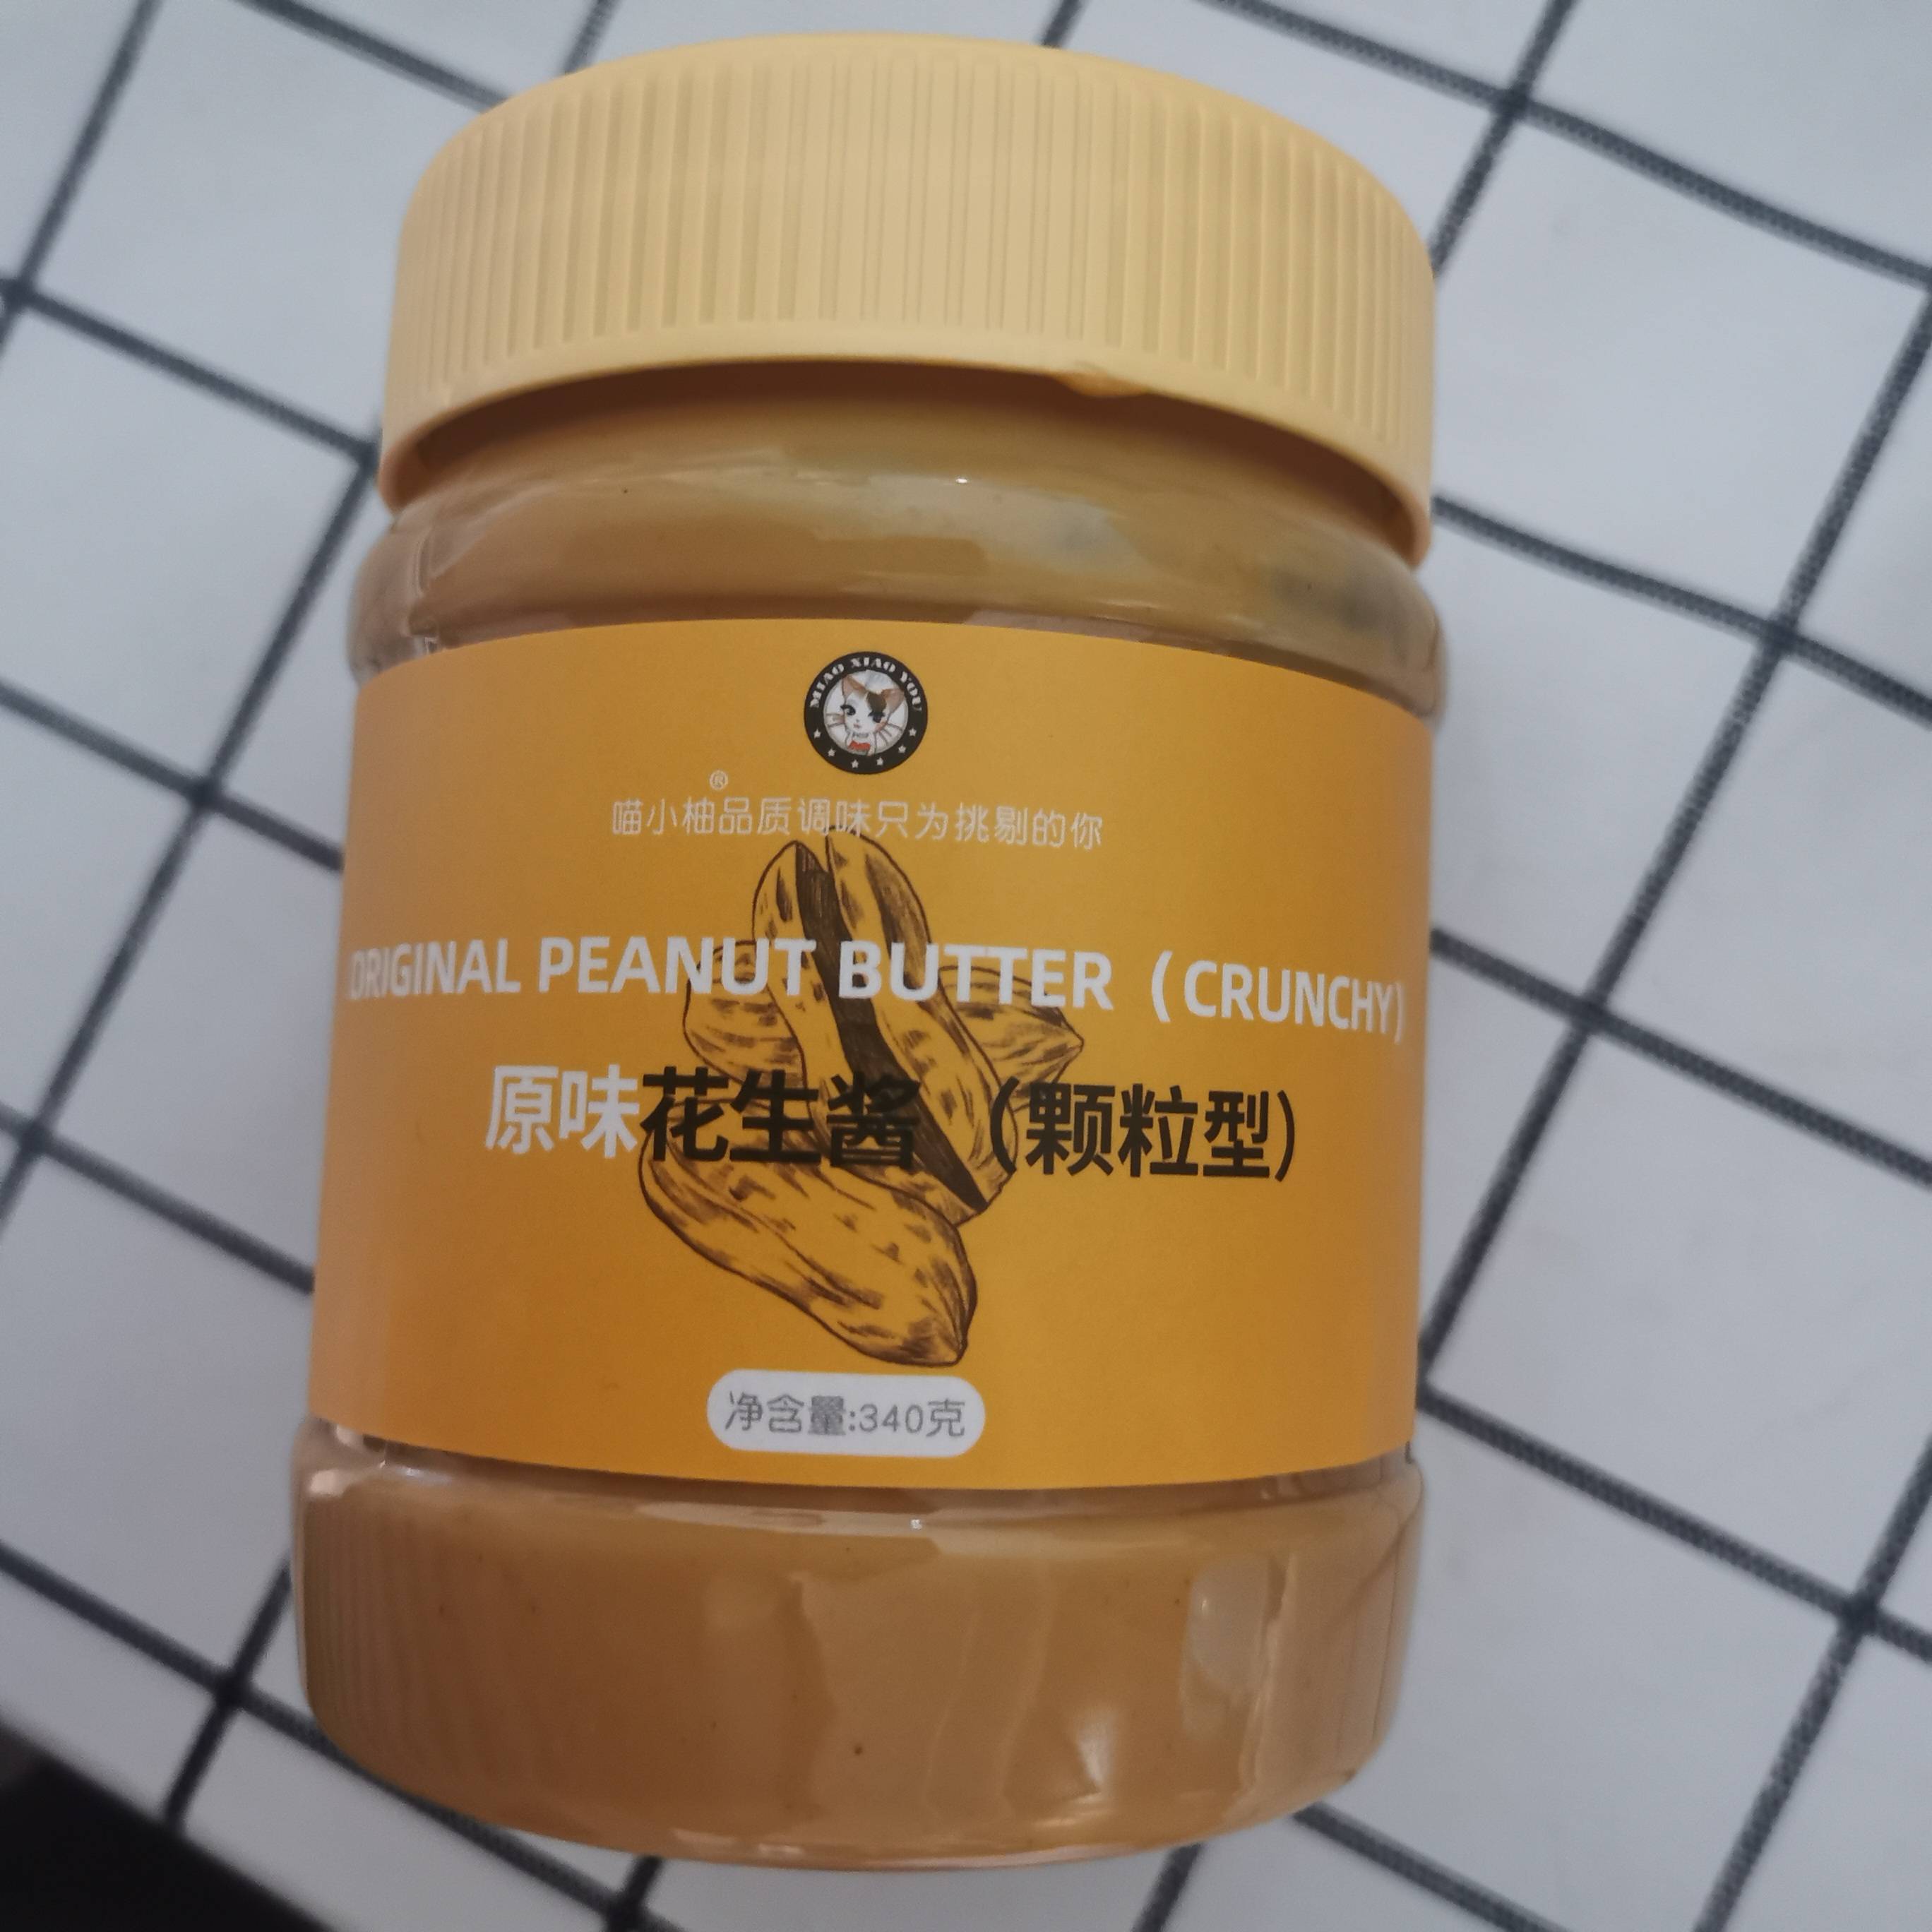 MIAO XIAO YOU
喵小柚®品质调味只为挑剔的你
ORIGINAL PEANUT BUTTER（CRUNCHY）
原味花生酱（颗粒型）
净含量:340克